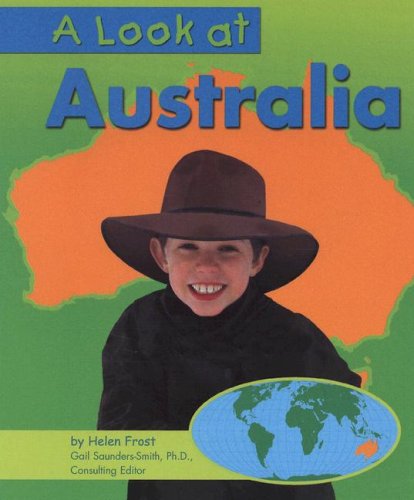 A Look at
Australia
by Helen Frost
Gail Saunders-Smith, Ph.D.,
Consulting Editor